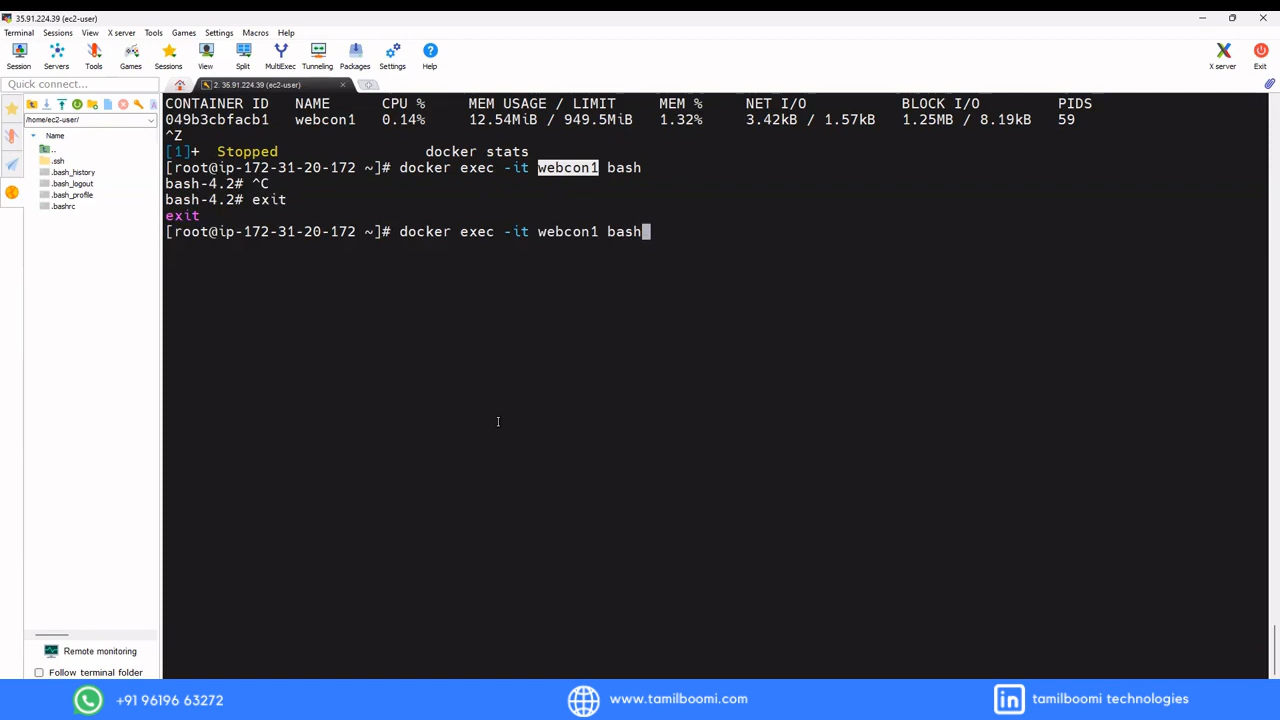 35.91.224.39 (ec2-user)
Terminal Sessions View X server Tools Games Settings Macros Help
Session Servers Tools Games Sessions View Split MultiExec Tunneling Packages Settings Help X server Exit
Quick connect...
2. 35.91.224.39 (ec2-user)
/home/ec2-user/
Name
..
.ssh
.bash_history
.bash_logout
.bash_profile
.bashrc
CONTAINER ID NAME CPU % MEM USAGE / LIMIT MEM % NET I/O BLOCK I/O PIDS
049b3cbfacb1 webcon1 0.14% 12.54MiB / 949.5MiB 1.32% 3.42kB / 1.57kB 1.25MB / 8.19kB 59
^Z
[1]+ Stopped docker stats
[root@ip-172-31-20-172 ~]# docker exec -it webcon1 bash
bash-4.2# ^C
bash-4.2# exit
exit
[root@ip-172-31-20-172 ~]# docker exec -it webcon1 bash
Remote monitoring
Follow terminal folder
+91 96196 63272
www.tamilboomi.com
in tamilboomi technologies